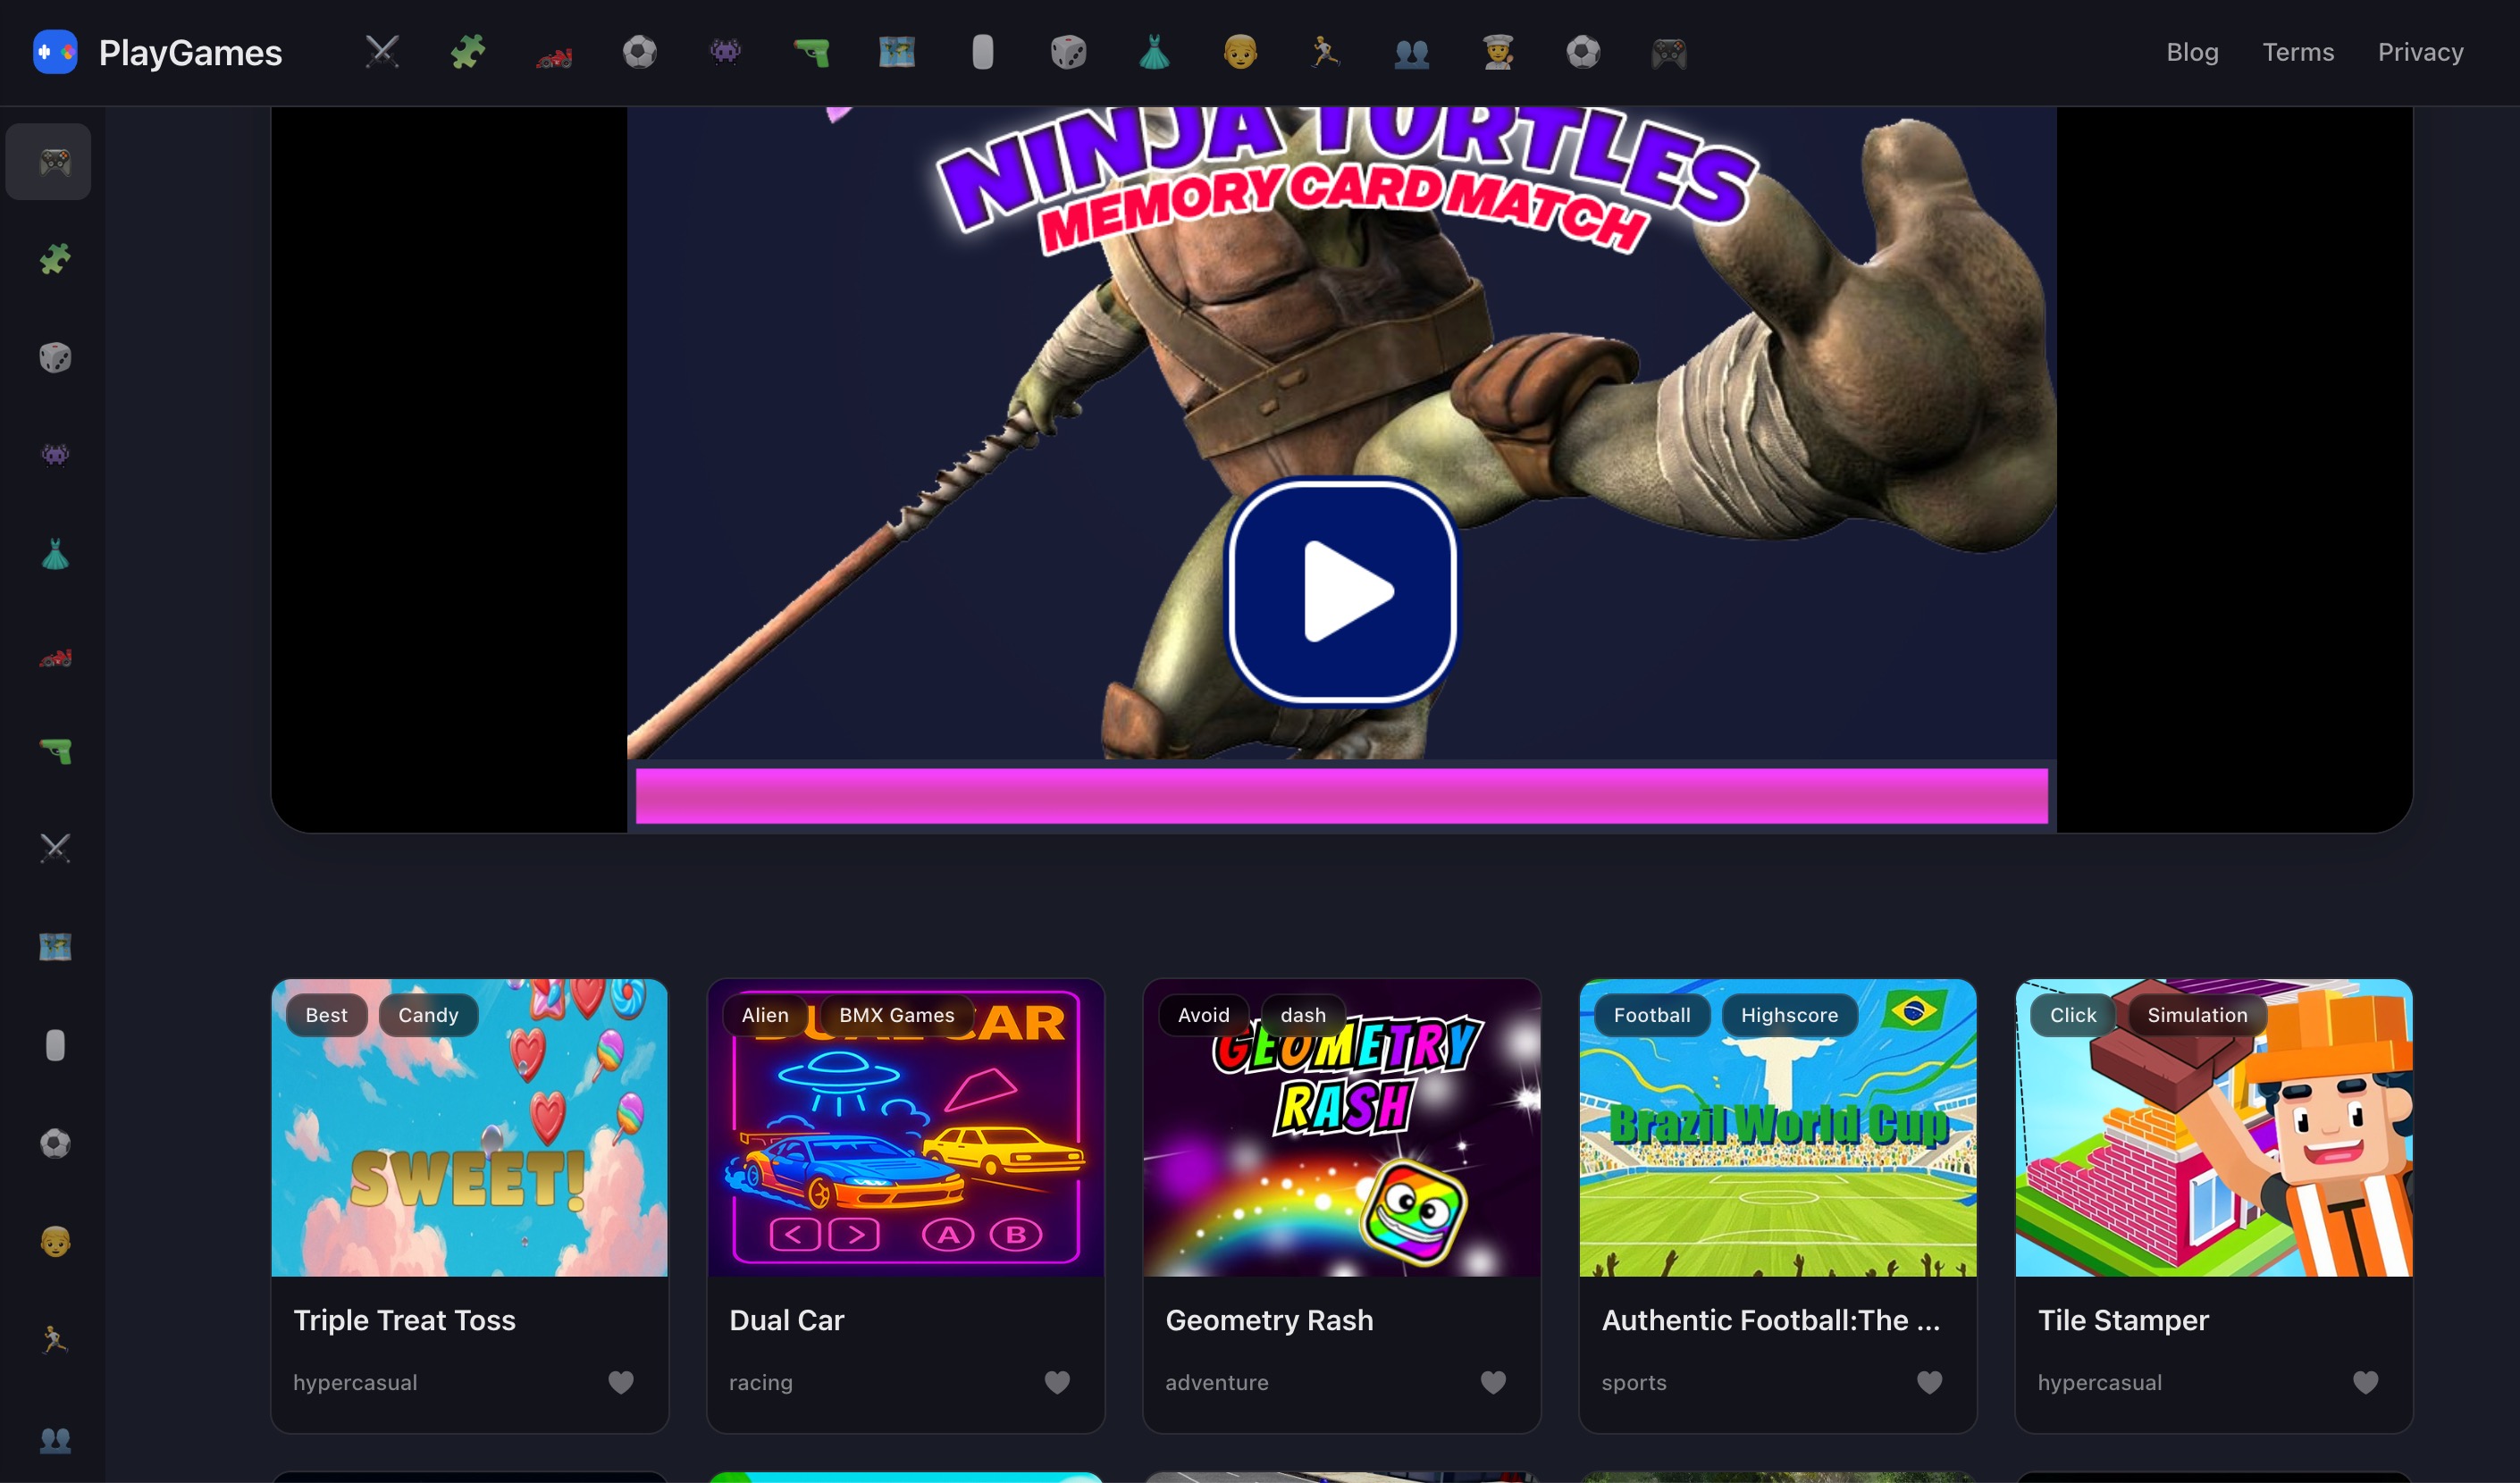 PlayGames
Blog Terms Privacy
NINJA TURTLES
MEMORY CARD MATCH
Best Candy
SWEET!
Triple Treat Toss
hypercasual
Alien BMX Games
DUAL CAR
< > A B
Dual Car
racing
Avoid dash
GEOMETRY
RASH
Geometry Rash
adventure
Football Highscore
Brazil World Cup
Authentic Football:The ...
sports
Click Simulation
Tile Stamper
hypercasual